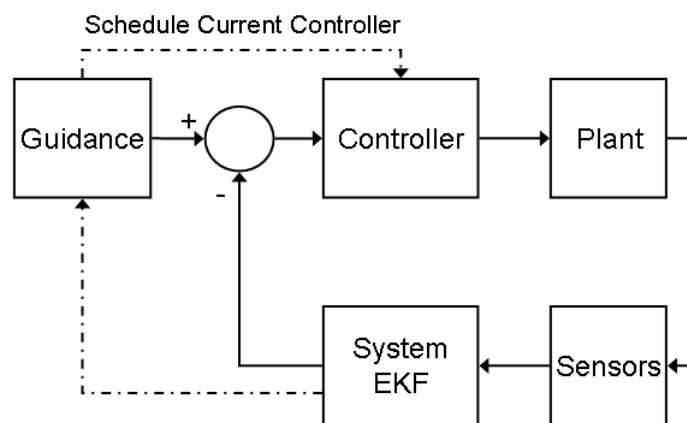 Schedule Current Controller
Guidance
+
Controller
Plant
-
System
EKF
Sensors